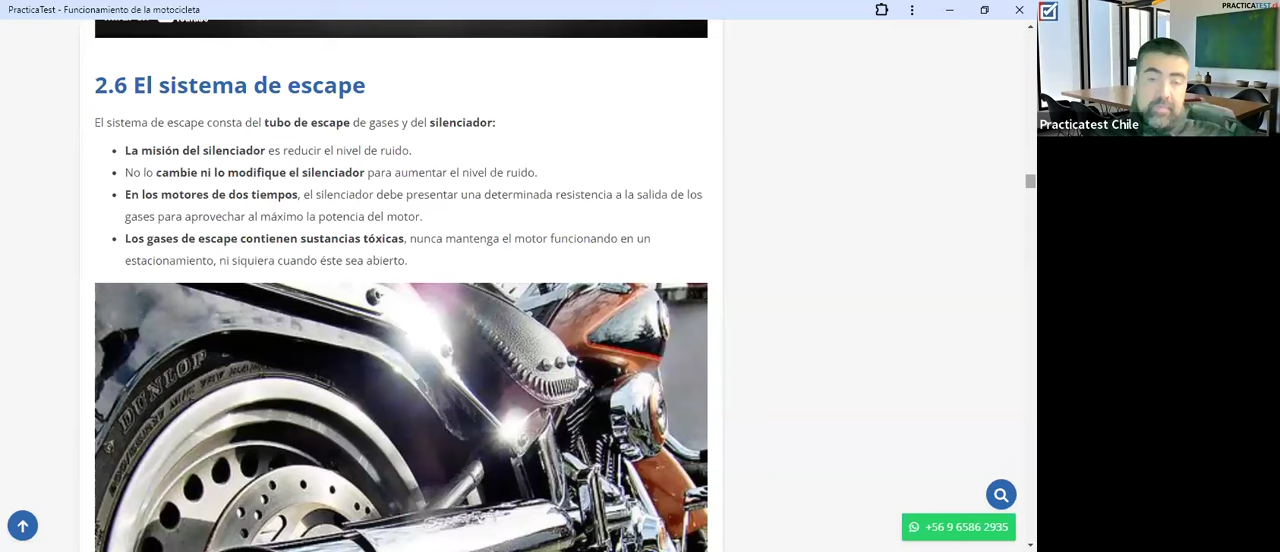 PracticaTest - Funcionamiento de la motocicleta
2.6 El sistema de escape
El sistema de escape consta del tubo de escape de gases y del silenciador:
• La misión del silenciador es reducir el nivel de ruido.
• No lo cambie ni lo modifique el silenciador para aumentar el nivel de ruido.
• En los motores de dos tiempos, el silenciador debe presentar una determinada resistencia a la salida de los
gases para aprovechar al máximo la potencia del motor.
• Los gases de escape contienen sustancias tóxicas, nunca mantenga el motor funcionando en un
estacionamiento, ni siquiera cuando éste sea abierto.
DUNLOP
+56 9 6586 2935
PRACTICATEST
Practicatest Chile